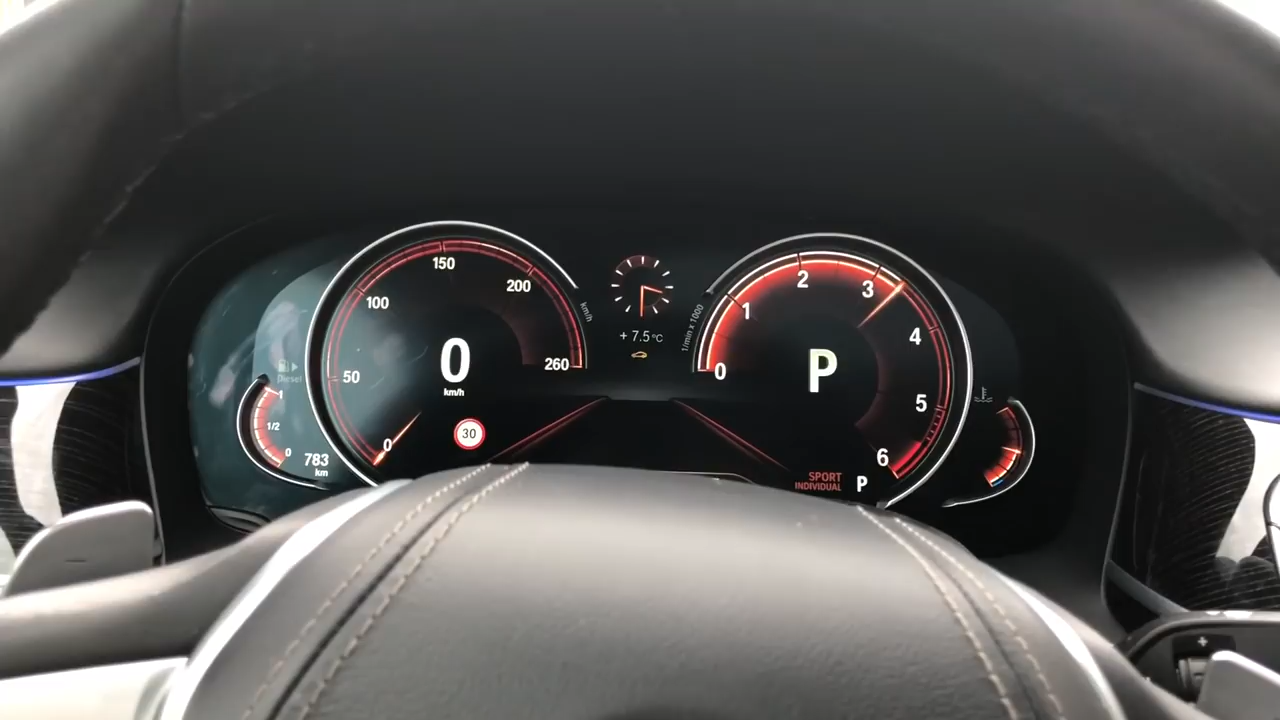 150
100
200
50
260
0
km/h
0
km/h
30
Diesel
1
1/2
0
783
km
+ 7.5 °C
1/min x 1000
0
1
2
3
4
5
6
P
SPORT
INDIVIDUAL
P
+